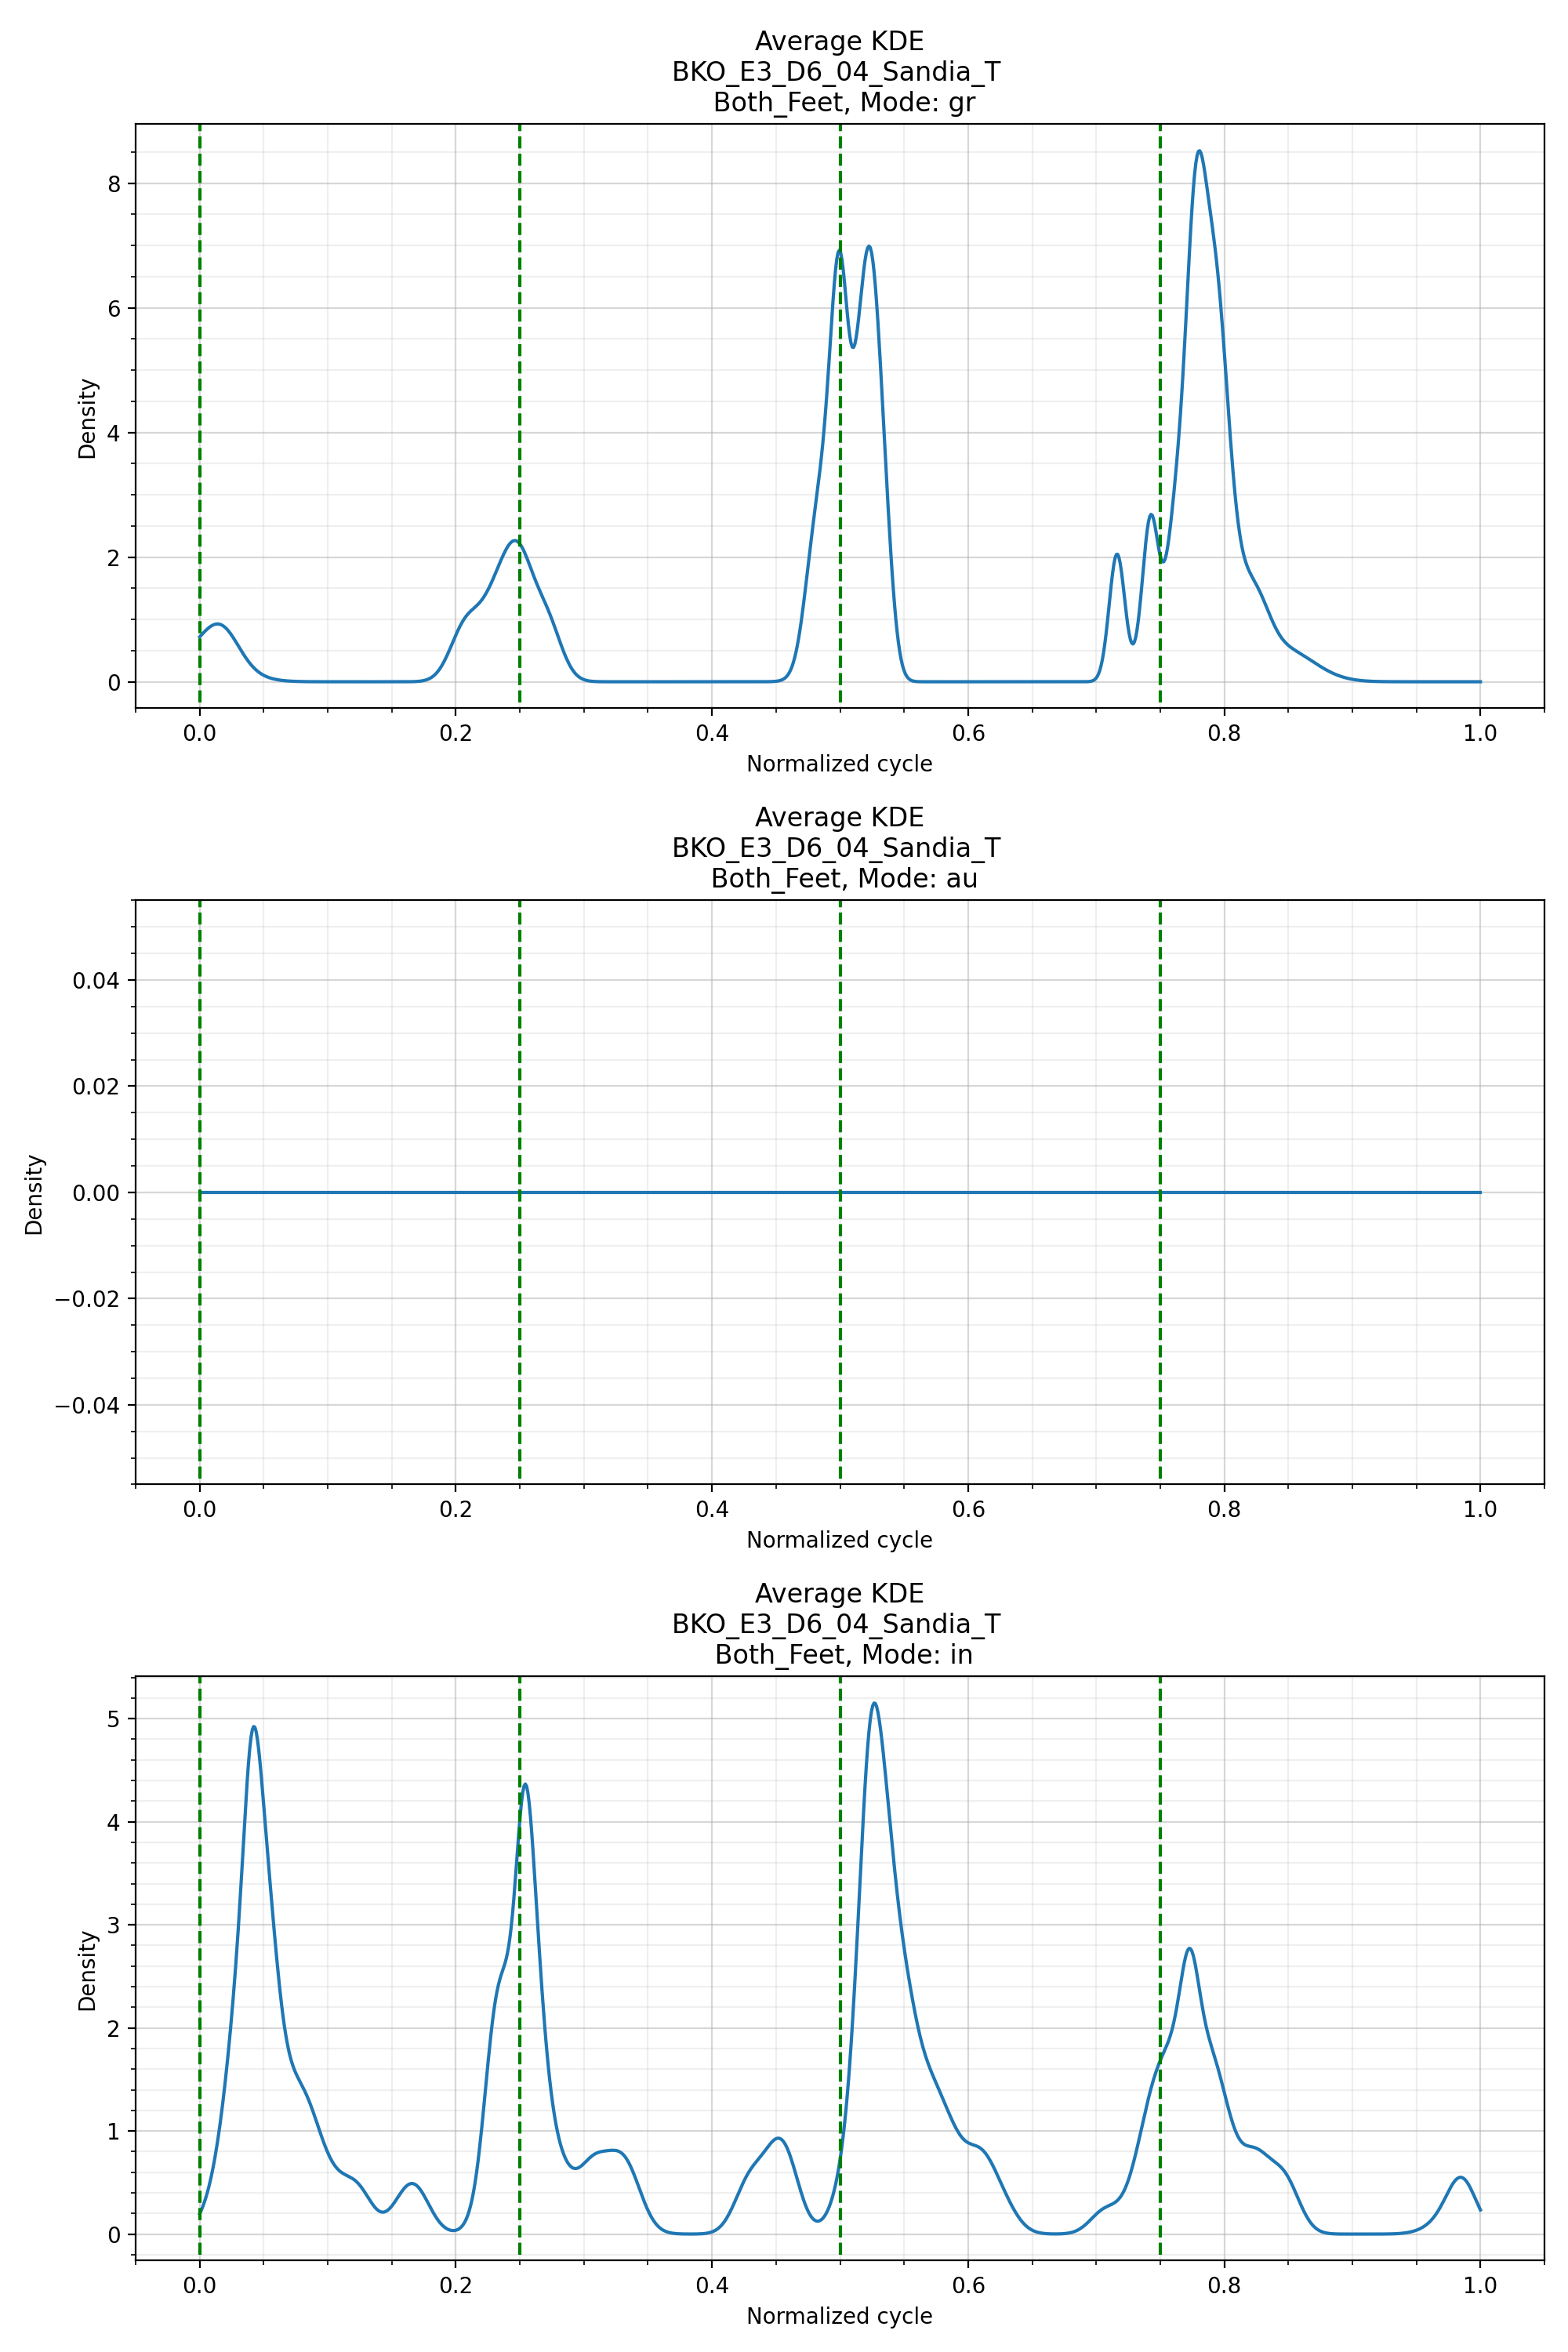 Average KDE
BKO_E3_D6_04_Sandia_T
Both_Feet, Mode: gr
8
6
4
2
0
Density
0.0 0.2 0.4 0.6 0.8 1.0
Normalized cycle
Average KDE
BKO_E3_D6_04_Sandia_T
Both_Feet, Mode: au
0.04
0.02
0.00
−0.02
−0.04
Density
0.0 0.2 0.4 0.6 0.8 1.0
Normalized cycle
Average KDE
BKO_E3_D6_04_Sandia_T
Both_Feet, Mode: in
5
4
3
2
1
0
Density
0.0 0.2 0.4 0.6 0.8 1.0
Normalized cycle